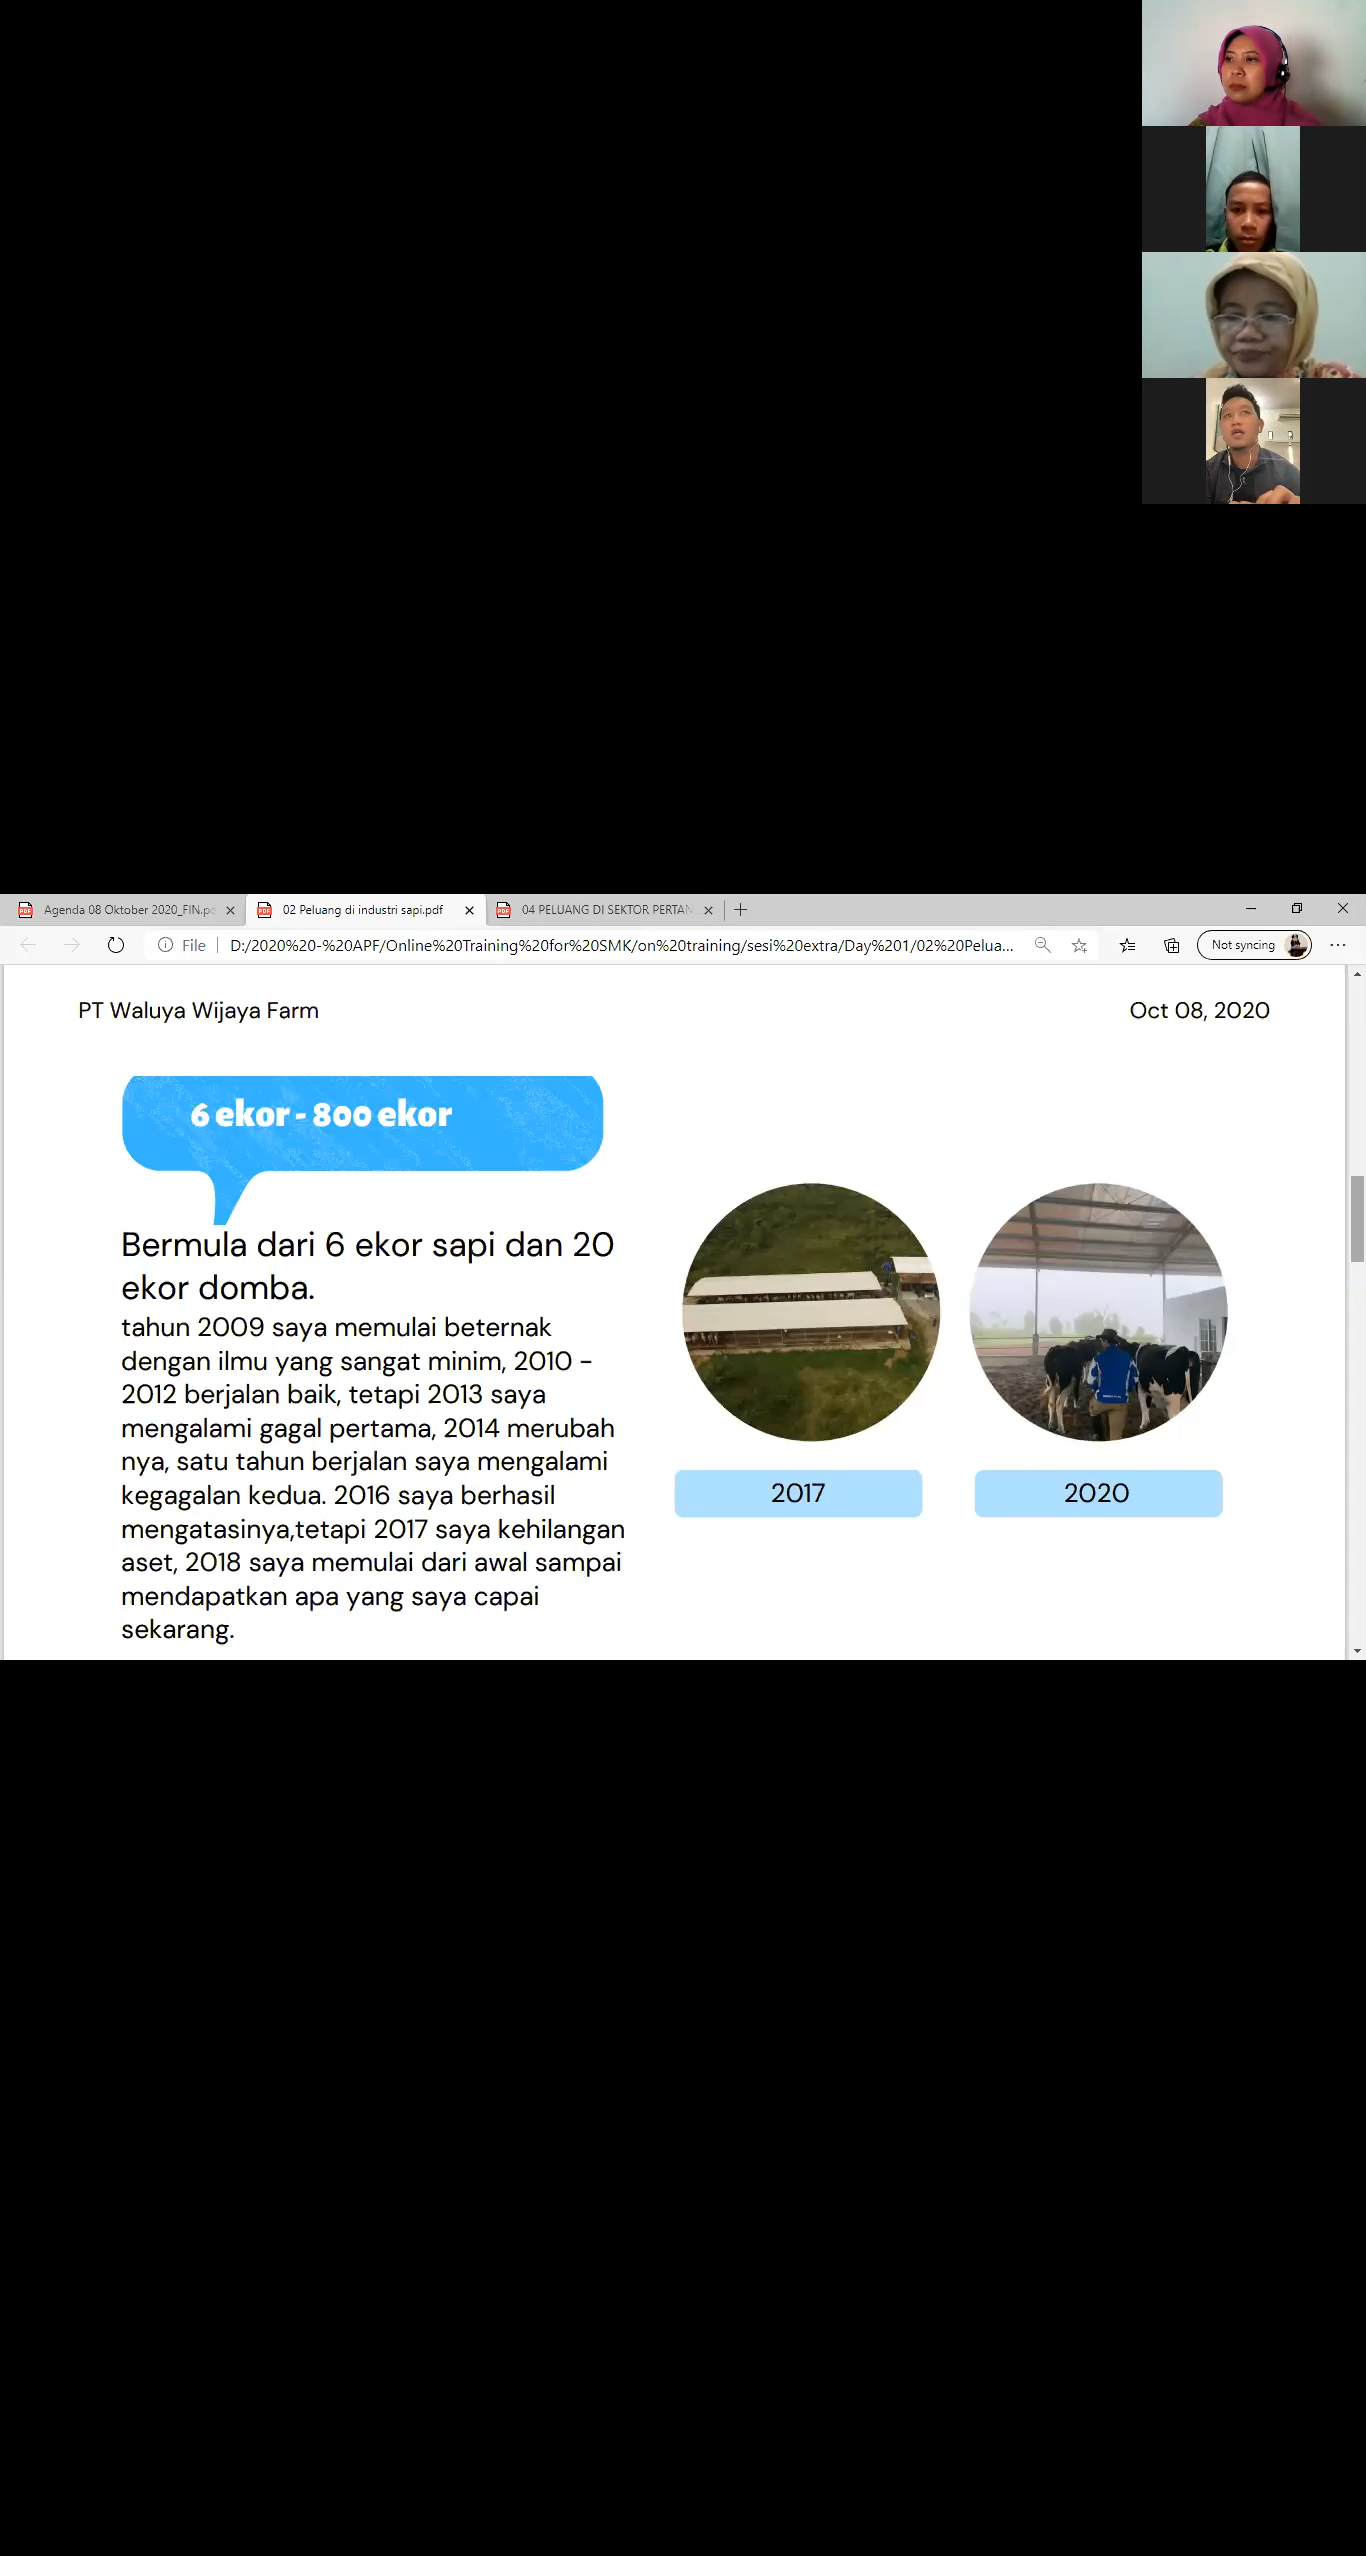 Agenda 08 Oktober 2020_FIN.pd
02 Peluang di industri sapi.pdf
04 PELUANG DI SEKTOR PERTAN
File
D:/2020%20-%20APF/Online%20Training%20for%20SMK/on%20training/sesi%20extra/Day%201/02%20Pelua...
Not syncing
PT Waluya Wijaya Farm
Oct 08, 2020
6 ekor - 800 ekor
Bermula dari 6 ekor sapi dan 20
ekor domba.
tahun 2009 saya memulai beternak
dengan ilmu yang sangat minim, 2010 -
2012 berjalan baik, tetapi 2013 saya
mengalami gagal pertama, 2014 merubah
nya, satu tahun berjalan saya mengalami
kegagalan kedua. 2016 saya berhasil
mengatasinya,tetapi 2017 saya kehilangan
aset, 2018 saya memulai dari awal sampai
mendapatkan apa yang saya capai
sekarang.
2017
2020